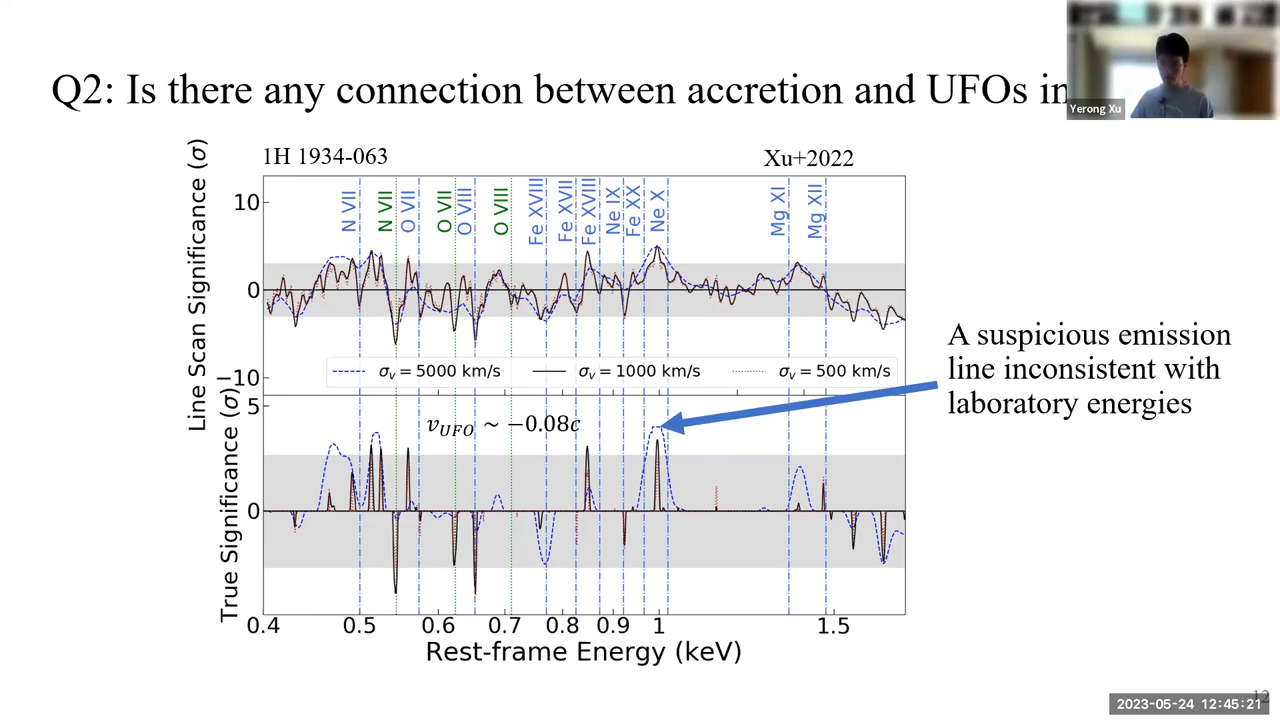 Q2: Is there any connection between accretion and UFOs in
Yerong Xu
1H 1934-063
Xu+2022
Line Scan Significance (σ)
10
0
−10
N VII
N VII
O VII
O VII
O VIII
O VIII
Fe XVIII
Fe XVII
Fe XVIII
Ne IX
Fe XX
Ne X
Mg XI
Mg XII
σᵥ = 5000 km/s
σᵥ = 1000 km/s
σᵥ = 500 km/s
A suspicious emission
line inconsistent with
laboratory energies
True Significance (σ)
5
0
v_UFO ~ −0.08c
0.4 0.5 0.6 0.7 0.8 0.9 1 1.5
Rest-frame Energy (keV)
12
2023-05-24 12:45:21